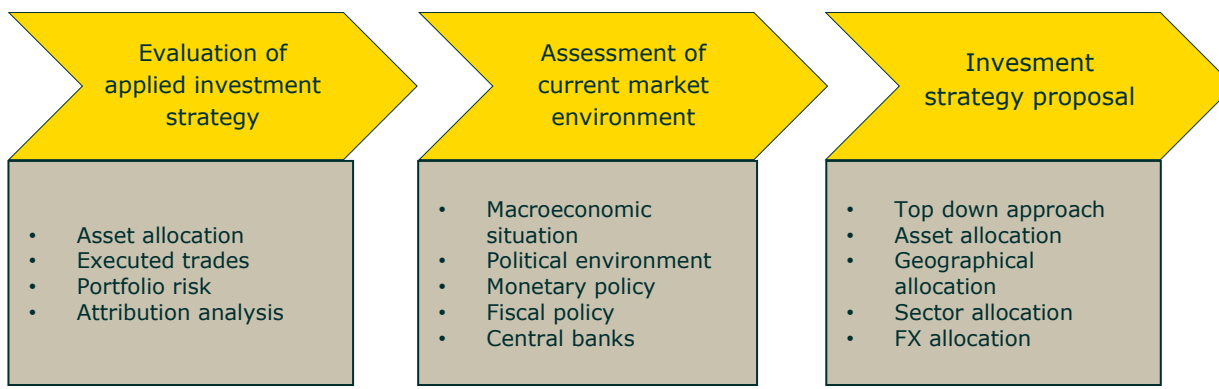 Evaluation of
applied investment
strategy
• Asset allocation
• Executed trades
• Portfolio risk
• Attribution analysis
Assessment of
current market
environment
• Macroeconomic
situation
• Political environment
• Monetary policy
• Fiscal policy
• Central banks
Invesment
strategy proposal
• Top down approach
• Asset allocation
• Geographical
allocation
• Sector allocation
• FX allocation